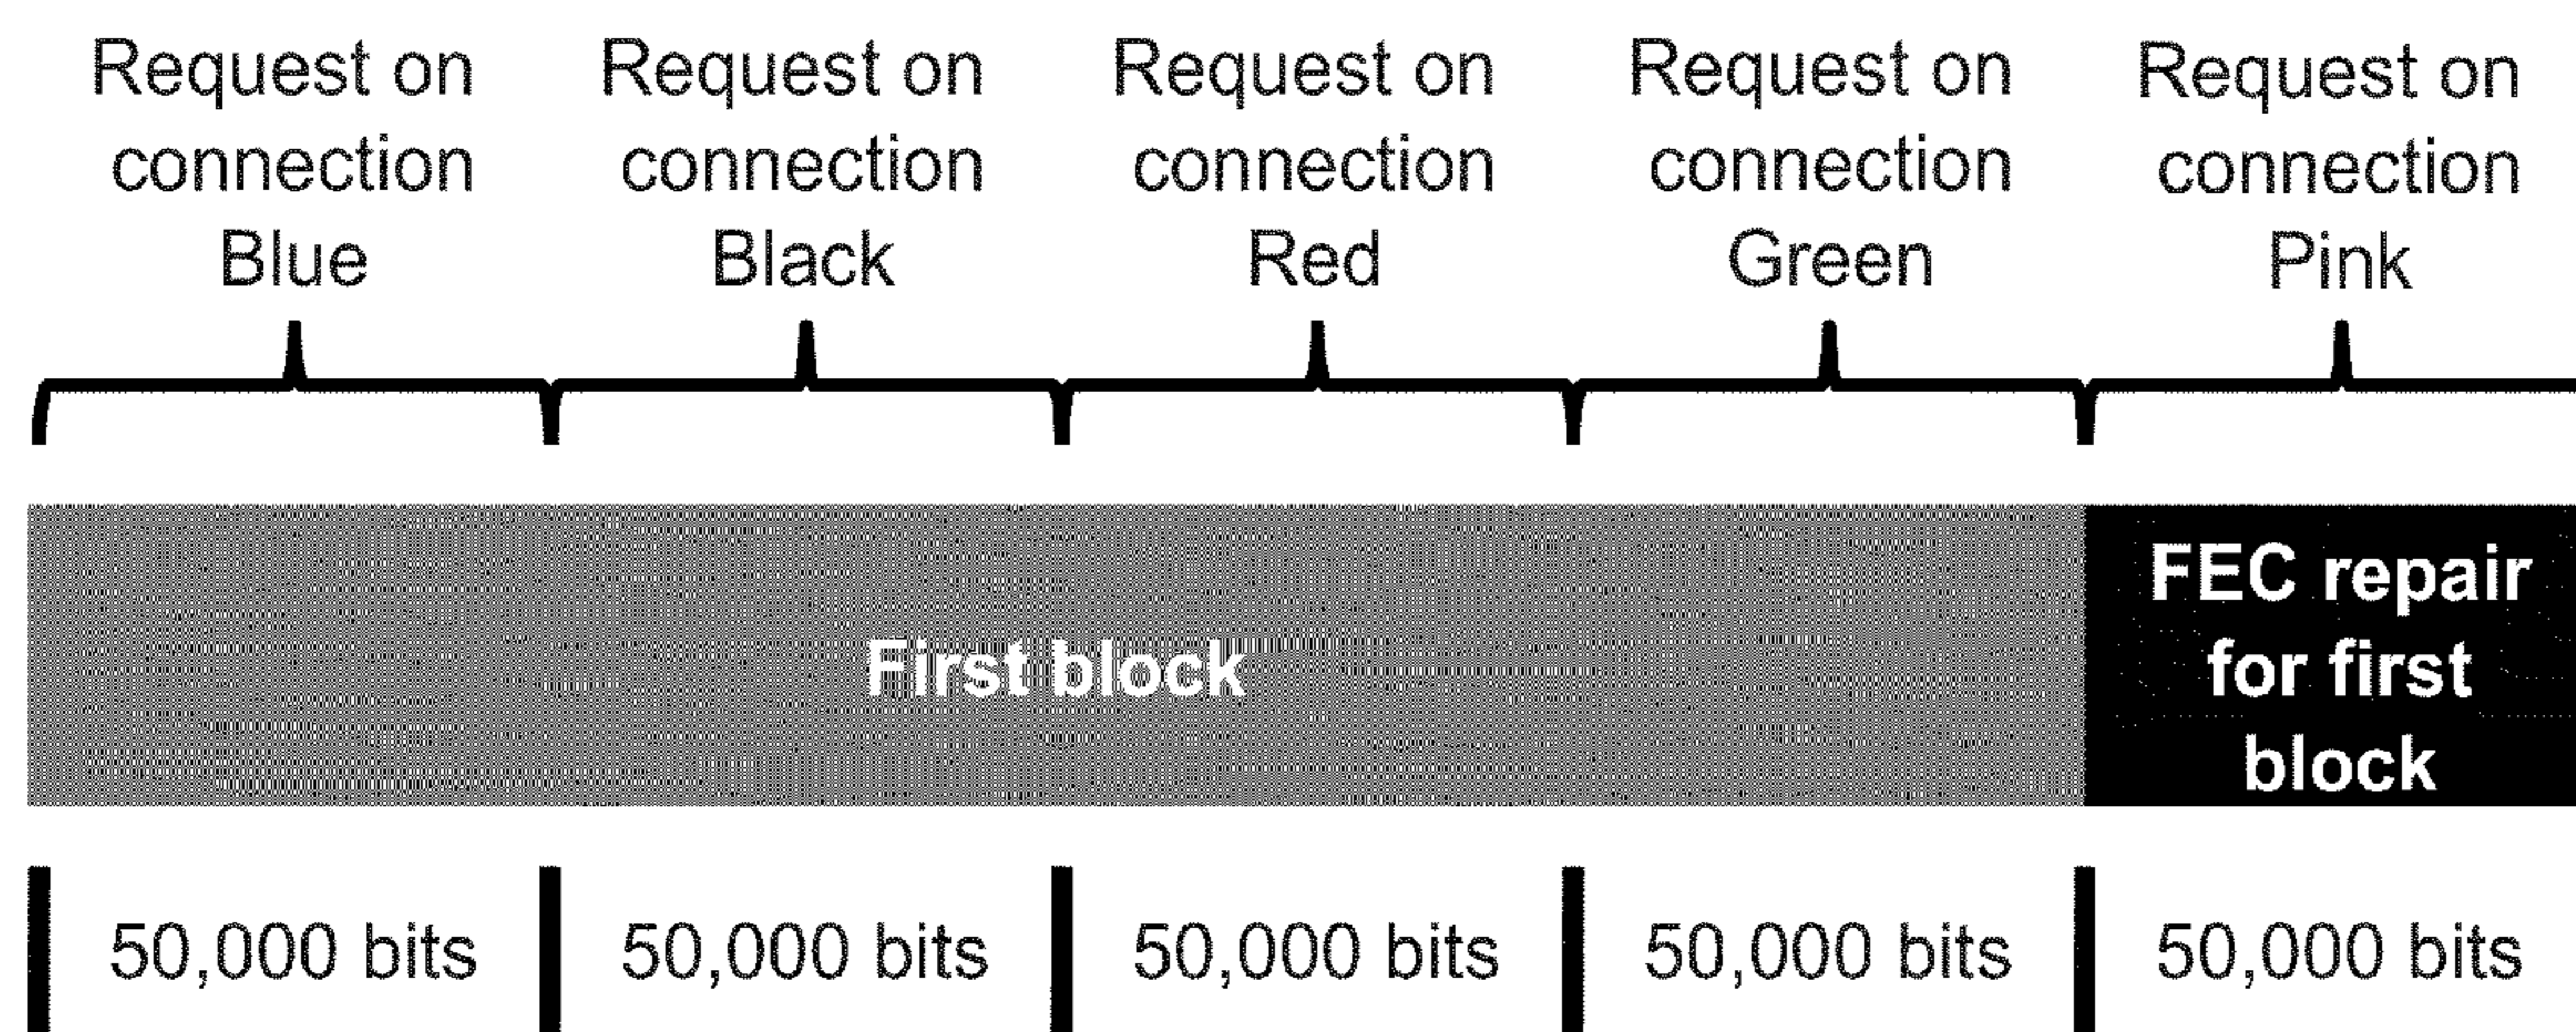 Request on
connection
Blue
Request on
connection
Black
Request on
connection
Red
Request on
connection
Green
Request on
connection
Pink
First block
FEC repair
for first
block
50,000 bits
50,000 bits
50,000 bits
50,000 bits
50,000 bits